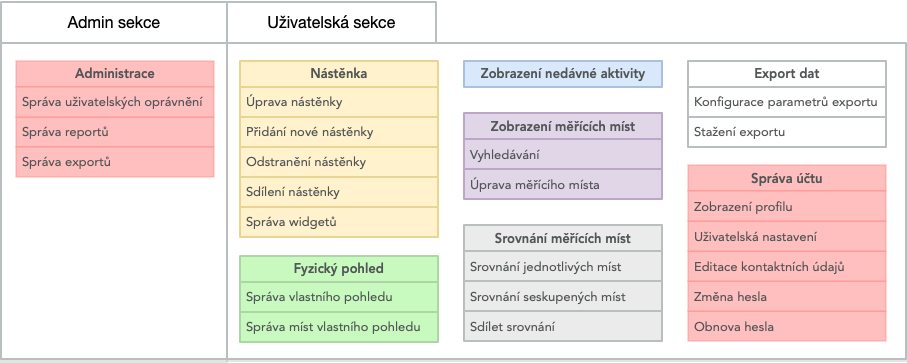 Admin sekce
Uživatelská sekce
Administrace
Správa uživatelských oprávnění
Správa reportů
Správa exportů
Nástěnka
Úprava nástěnky
Přidání nové nástěnky
Odstranění nástěnky
Sdílení nástěnky
Správa widgetů
Fyzický pohled
Správa vlastního pohledu
Správa míst vlastního pohledu
Zobrazení nedávné aktivity
Zobrazení měřících míst
Vyhledávání
Úprava měřícího místa
Srovnání měřících míst
Srovnání jednotlivých míst
Srovnání seskupených míst
Sdílet srovnání
Export dat
Konfigurace parametrů exportu
Stažení exportu
Správa účtu
Zobrazení profilu
Uživatelská nastavení
Editace kontaktních údajů
Změna hesla
Obnova hesla